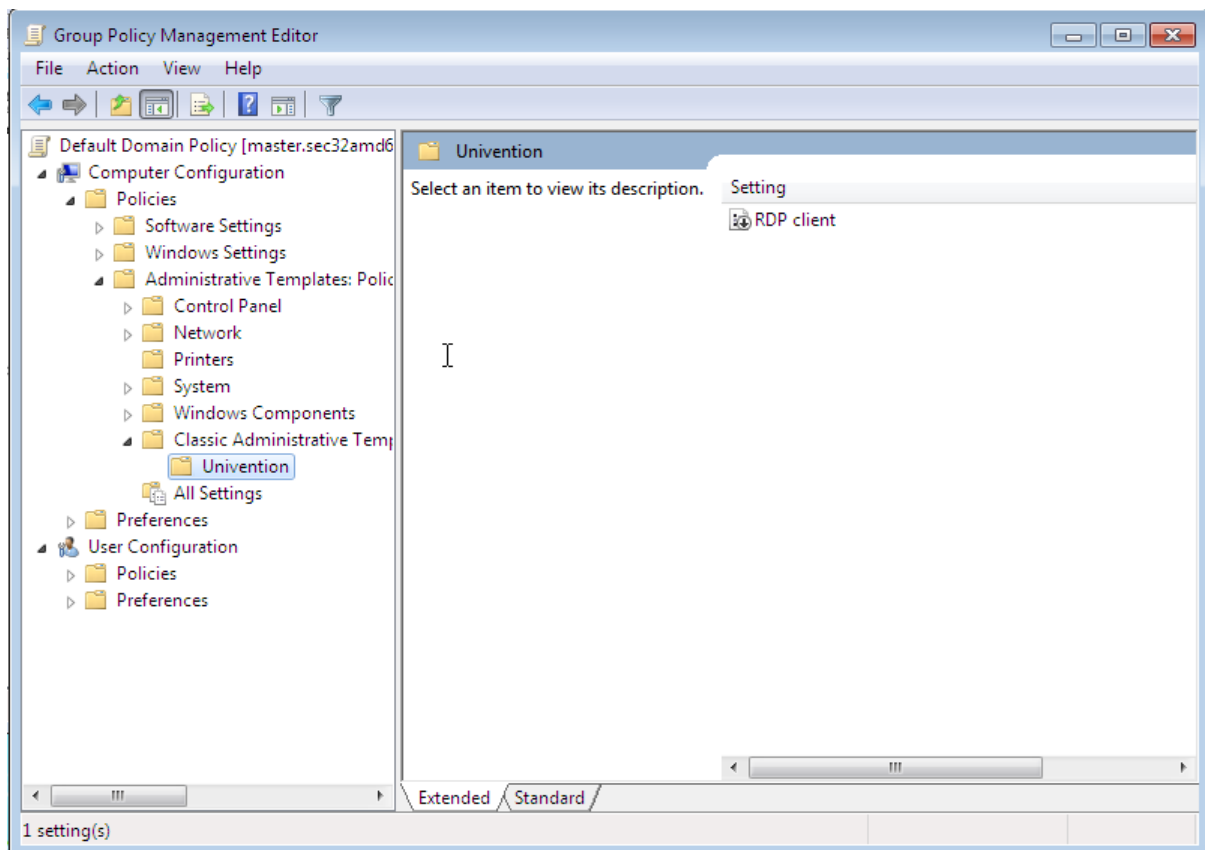 Group Policy Management Editor
File Action View Help
Default Domain Policy [master.sec32amd6
Computer Configuration
Policies
Software Settings
Windows Settings
Administrative Templates: Polic
Control Panel
Network
Printers
System
Windows Components
Classic Administrative Temp
Univention
All Settings
Preferences
User Configuration
Policies
Preferences
Univention
Select an item to view its description.
Setting
RDP client
Extended Standard
1 setting(s)